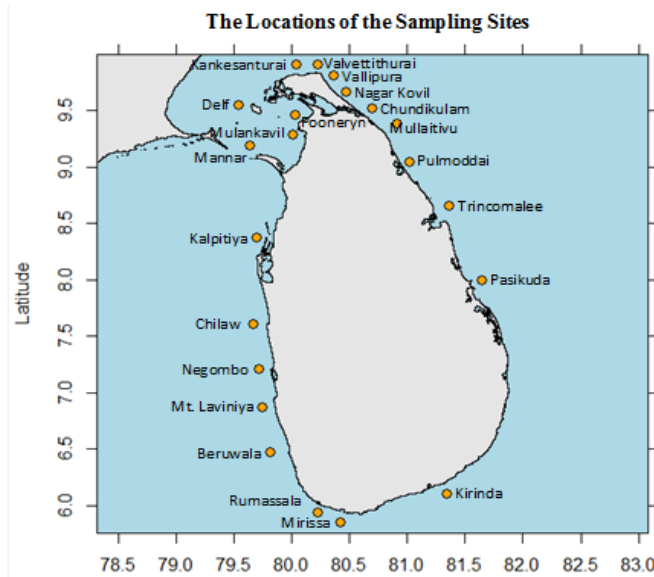 The Locations of the Sampling Sites
Kankesanturai
Valvettithurai
Vallipura
Nagar Kovil
Delf
Chundikulam
Pooneryn
Mullaitivu
Mulankavil
Mannar
Pulmoddai
Trincomalee
Kalpitiya
Pasikuda
Chilaw
Negombo
Mt. Laviniya
Beruwala
Kirinda
Rumassala
Mirissa
Latitude
9.5
9.0
8.5
8.0
7.5
7.0
6.5
6.0
78.5 79.0 79.5 80.0 80.5 81.0 81.5 82.0 82.5 83.0